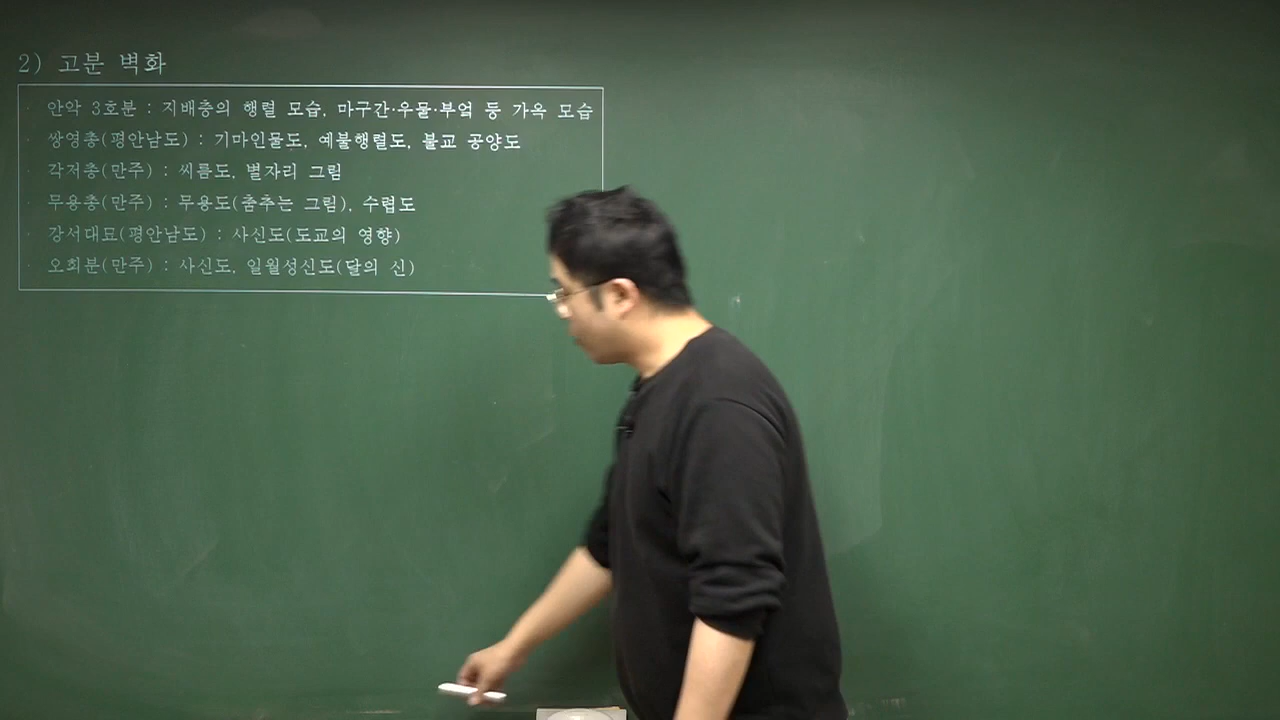 2) 고분 벽화
· 안악 3호분 : 지배층의 행렬 모습, 마구간·우물·부엌 등 가옥 모습
· 쌍영총(평안남도) : 기마인물도, 예불행렬도, 불교 공양도
· 각저총(만주) : 씨름도, 별자리 그림
· 무용총(만주) : 무용도(춤추는 그림), 수렵도
· 강서대묘(평안남도) : 사신도(도교의 영향)
· 오회분(만주) : 사신도, 일월성신도(달의 신)